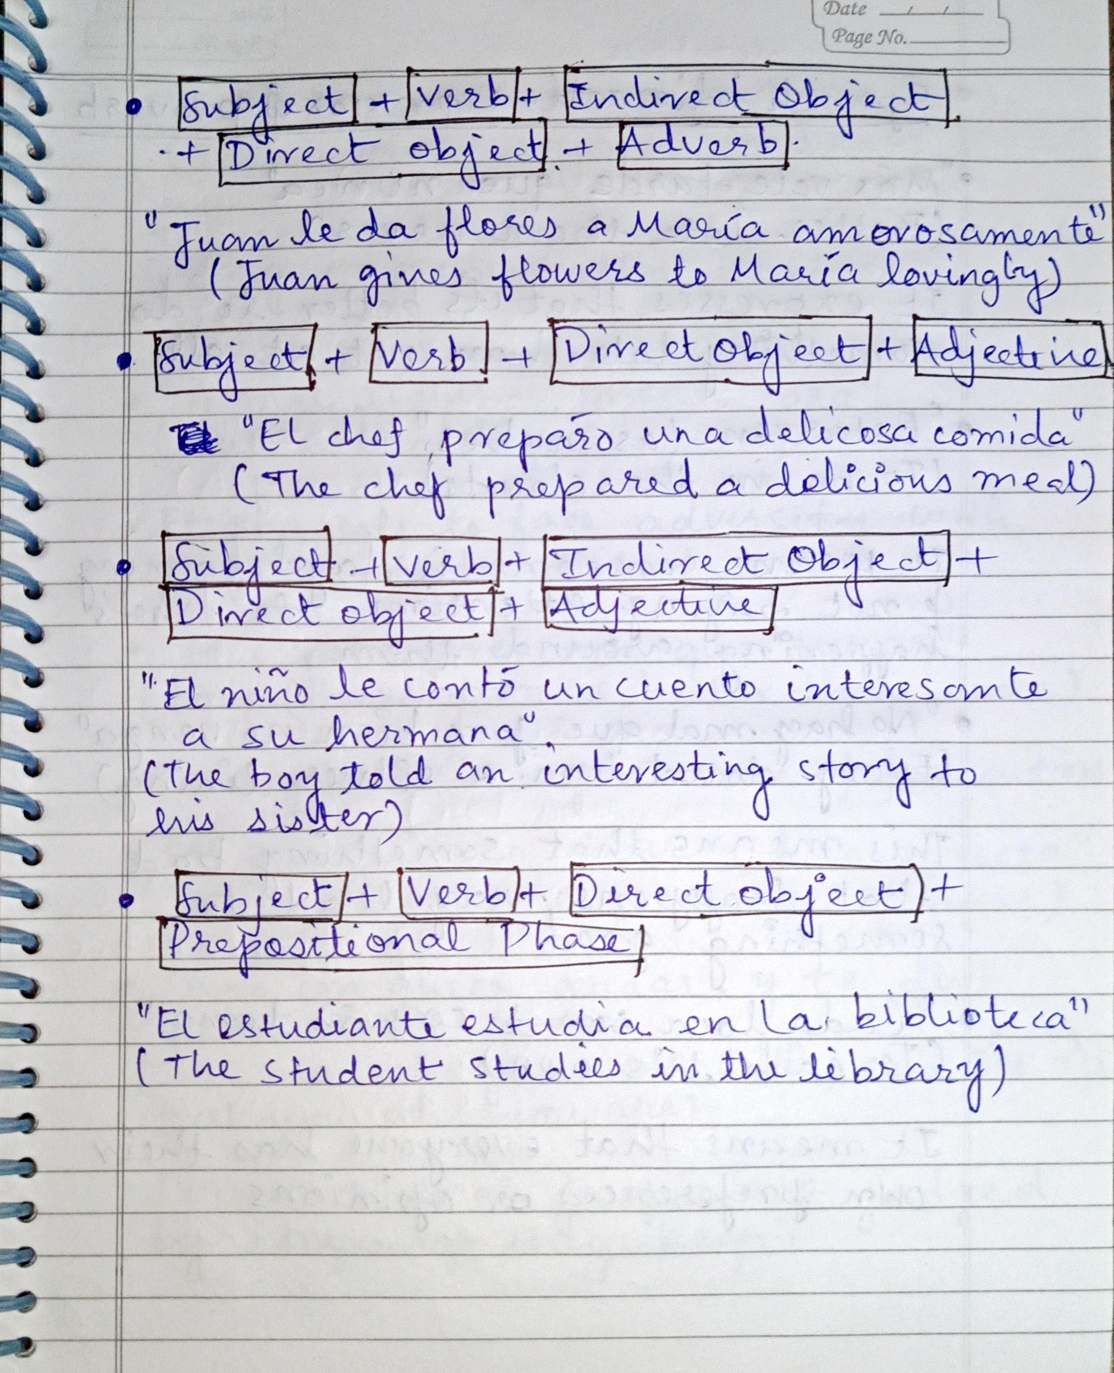 Date
Page No.
• Subject + Verb + Indirect Object
+ Direct object + Adverb.
"Juan le da flores a María amorosamente"
(Juan gives flowers to María lovingly)
• Subject + Verb + Direct Object + Adjective
"El chef preparó una delicosa comida"
(The chef prepared a delicious meal)
• Subject + Verb + Indirect Object +
Direct object + Adjective
"El niño le contó un cuento interesante
a su hermana"
(The boy told an interesting story to
his sister)
• Subject + Verb + Direct object +
Prepositional Phase
"El estudiante estudia en la biblioteca"
(The student studies in the library)